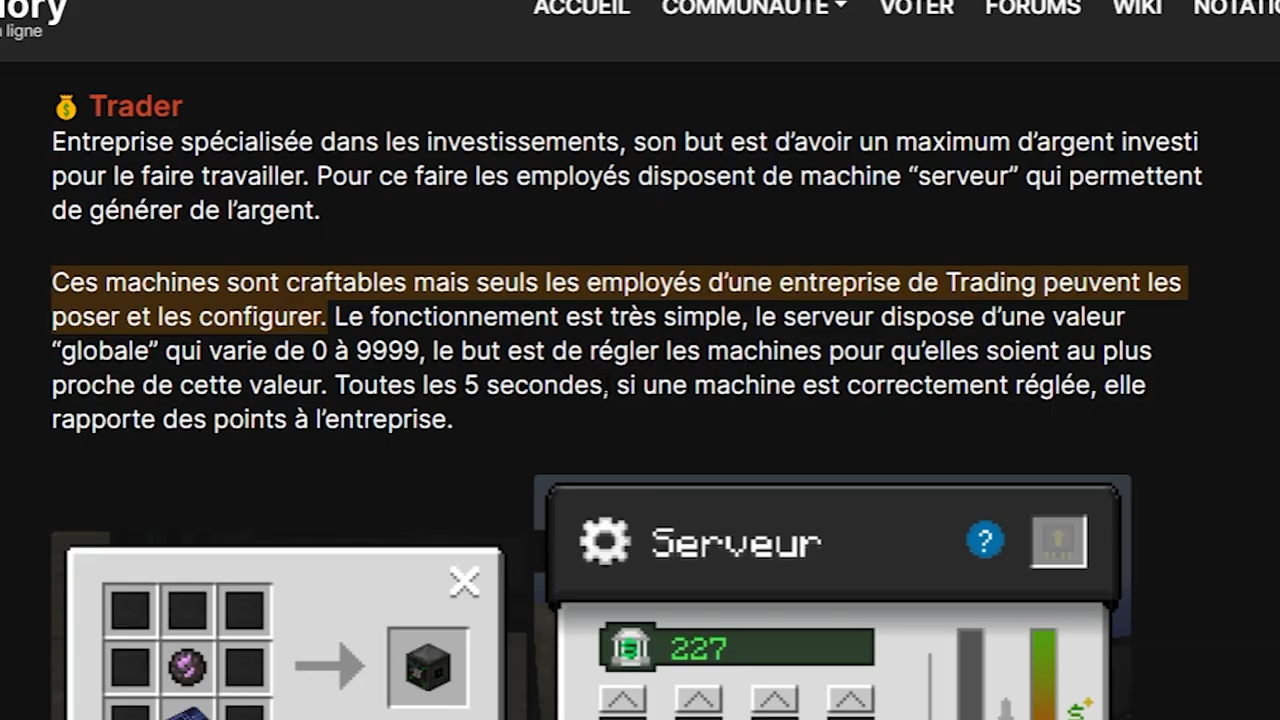 ory
ligne
ACCUEIL COMMUNAUTÉ VOTER FORUMS WIKI
Trader
Entreprise spécialisée dans les investissements, son but est d’avoir un maximum d’argent investi
pour le faire travailler. Pour ce faire les employés disposent de machine “serveur” qui permettent
de générer de l’argent.
Ces machines sont craftables mais seuls les employés d’une entreprise de Trading peuvent les
poser et les configurer. Le fonctionnement est très simple, le serveur dispose d’une valeur
“globale” qui varie de 0 à 9999, le but est de régler les machines pour qu’elles soient au plus
proche de cette valeur. Toutes les 5 secondes, si une machine est correctement réglée, elle
rapporte des points à l’entreprise.
Serveur ?
227
$